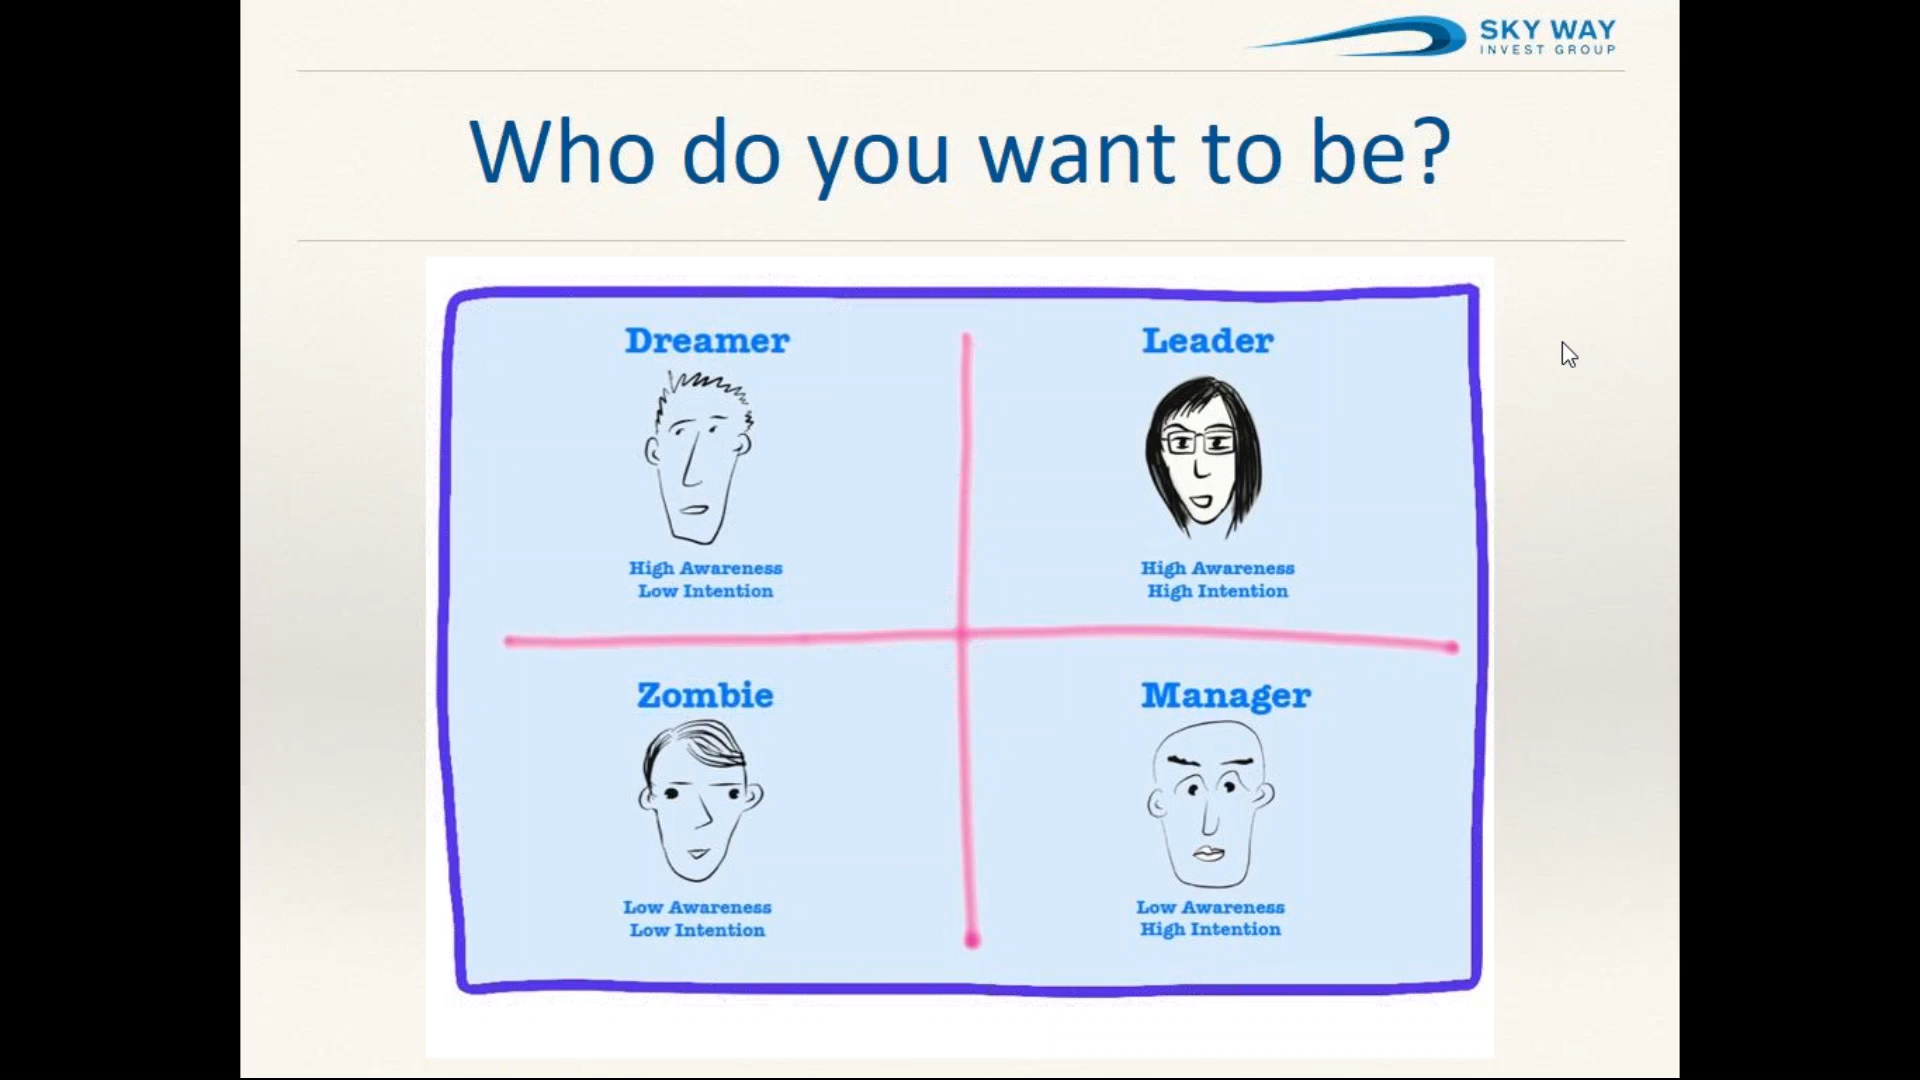 SKY WAY
INVEST GROUP
Who do you want to be?
Dreamer
High Awareness
Low Intention
Leader
High Awareness
High Intention
Zombie
Low Awareness
Low Intention
Manager
Low Awareness
High Intention